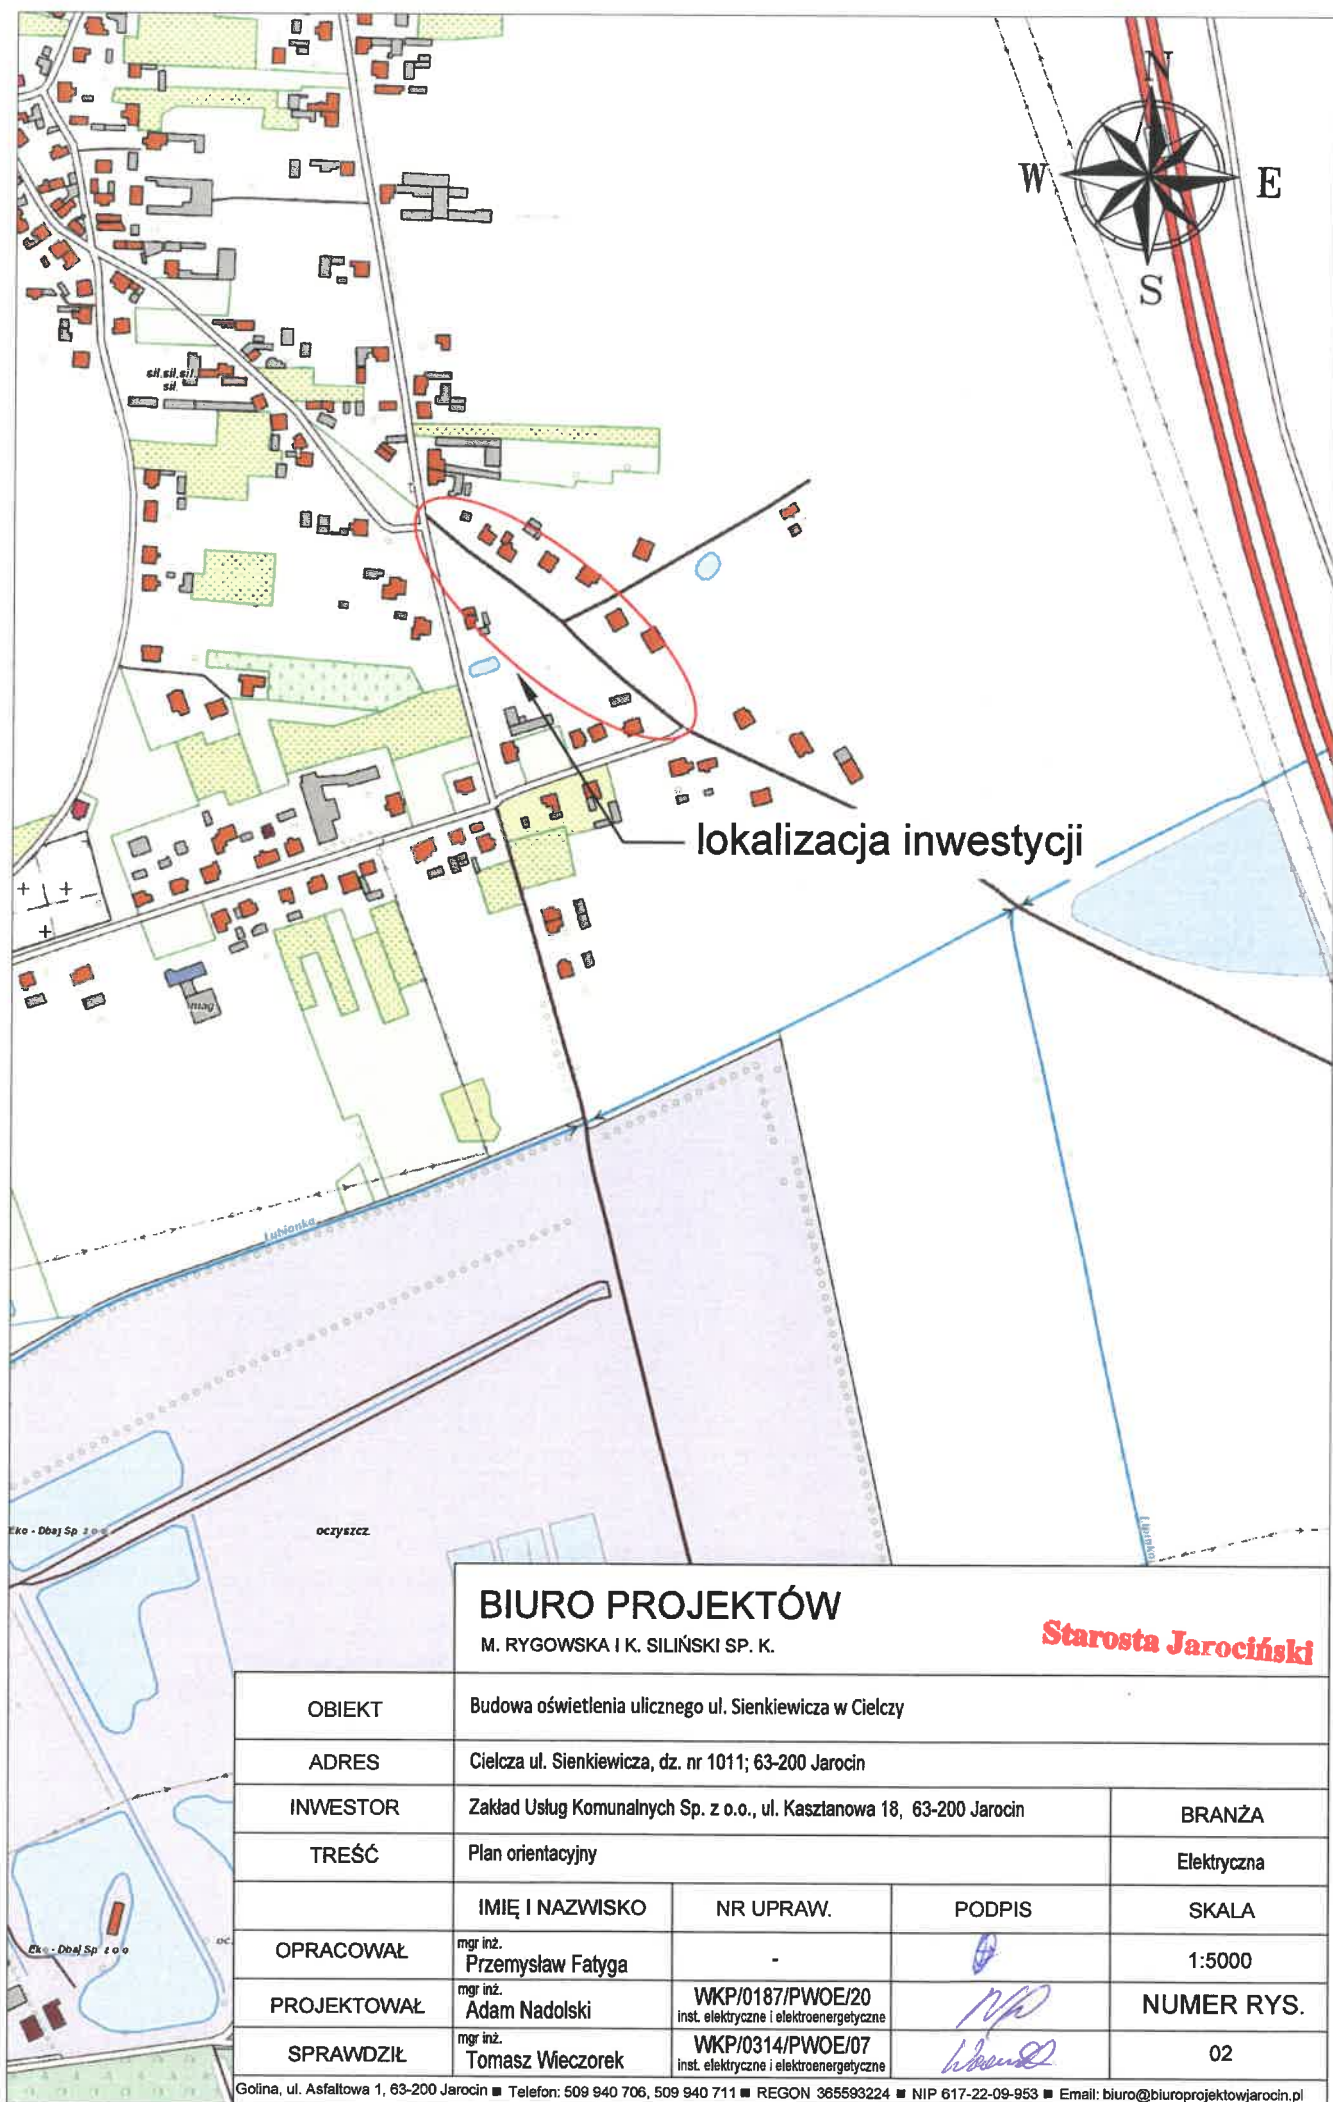 N
W
E
S
sil.sil.sil.
sil.
lokalizacja inwestycji
mag
Lubianka
Eko - Dbaj Sp. z o o
oczyszcz.
BIURO PROJEKTÓW
M. RYGOWSKA I K. SILIŃSKI SP. K.
Starosta Jarociński
OBIEKT
Budowa oświetlenia ulicznego ul. Sienkiewicza w Cielczy
ADRES
Cielcza ul. Sienkiewicza, dz. nr 1011; 63-200 Jarocin
INWESTOR
Zakład Usług Komunalnych Sp. z o.o., ul. Kasztanowa 18, 63-200 Jarocin
BRANŻA
TREŚĆ
Plan orientacyjny
Elektryczna
IMIĘ I NAZWISKO
NR UPRAW.
PODPIS
SKALA
Eko - Dbaj Sp. z o o
oc.
OPRACOWAŁ
mgr inż.
Przemysław Fatyga
-
1:5000
PROJEKTOWAŁ
mgr inż.
Adam Nadolski
WKP/0187/PWOE/20
inst. elektryczne i elektroenergetyczne
NUMER RYS.
SPRAWDZIŁ
mgr inż.
Tomasz Wieczorek
WKP/0314/PWOE/07
inst. elektryczne i elektroenergetyczne
02
Golina, ul. Asfaltowa 1, 63-200 Jarocin ■ Telefon: 509 940 706, 509 940 711 ■ REGON 365593224 ■ NIP 617-22-09-953 ■ Email: biuro@biuroprojektowjarocin.pl